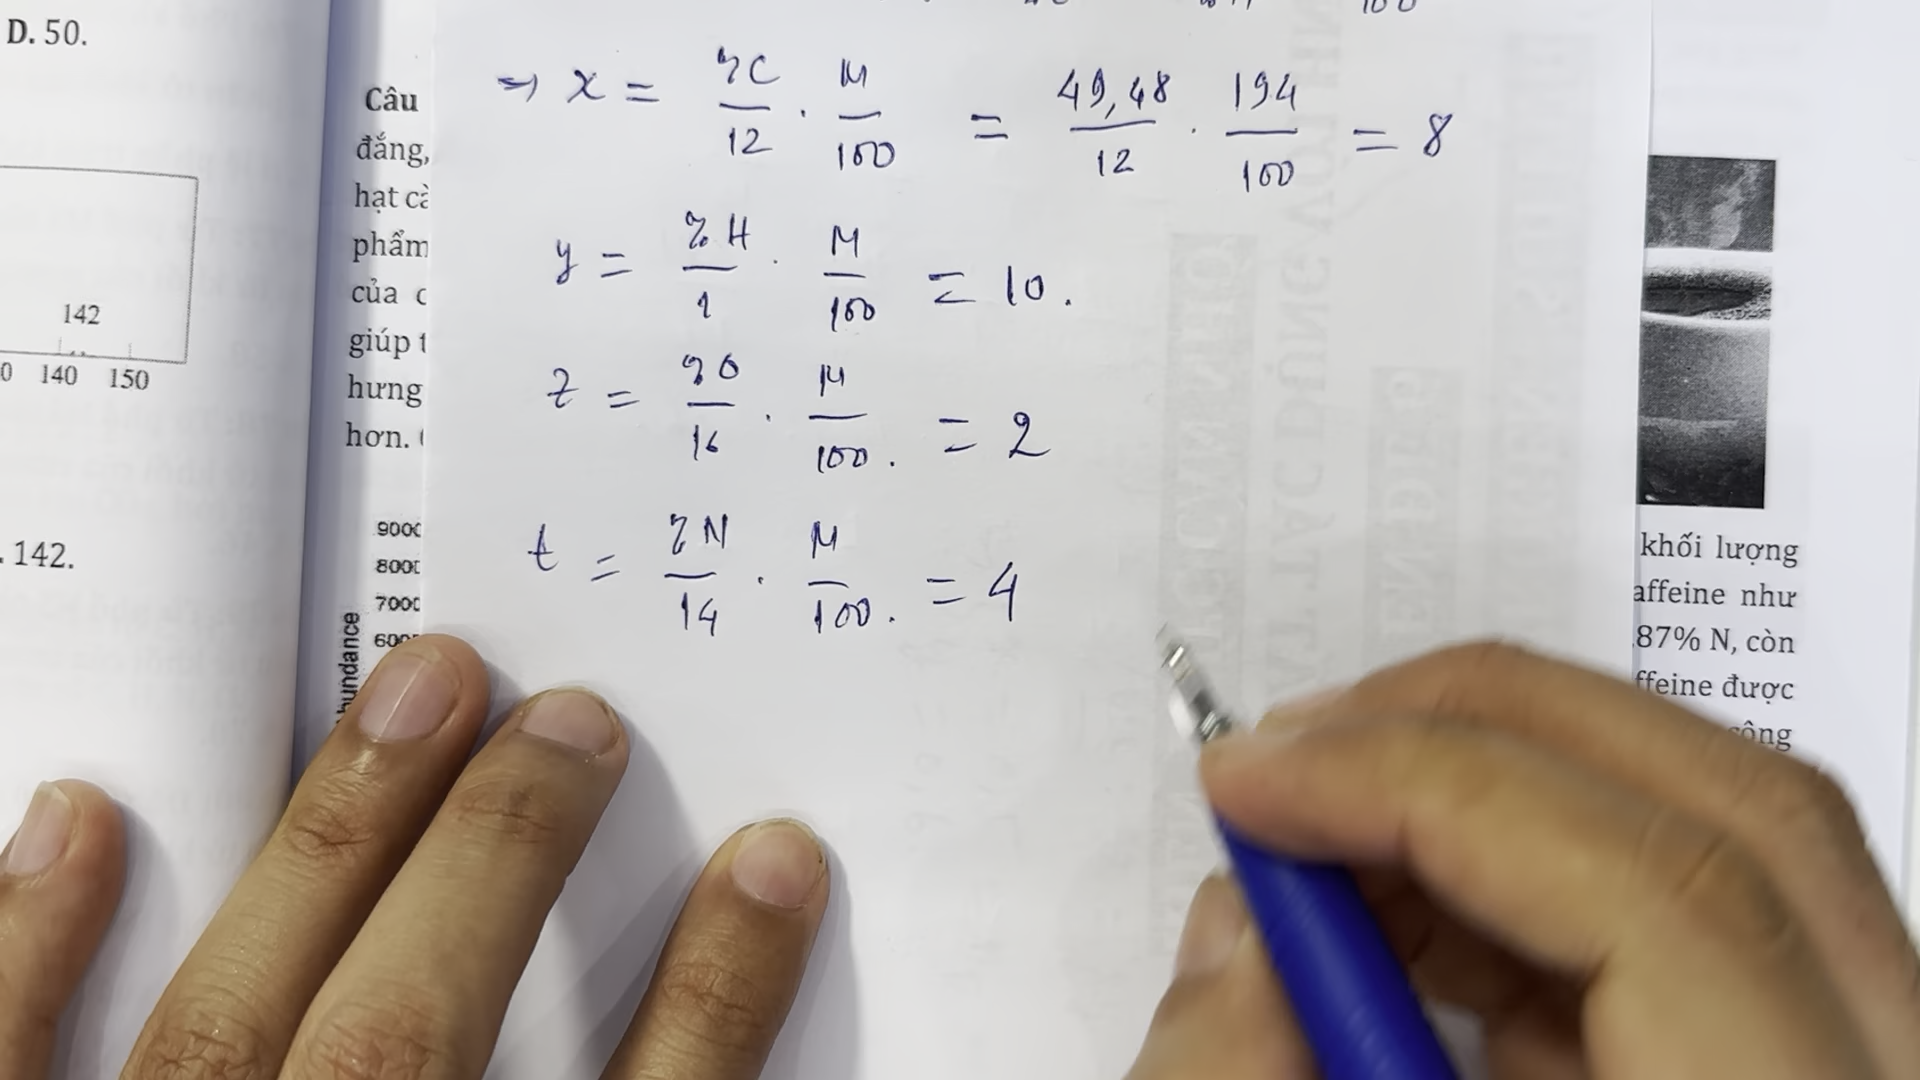 D. 50.
142
140 150
142.
Câu
đắng,
hạt cà
phẩm
của c
giúp t
hưng
hơn.
9000
8000
7000
bundance
=> x = %C/12 . M/100 = 49,48/12 . 194/100 = 8
y = %H/1 . M/100 = 10.
z = %O/16 . M/100. = 2
t = %N/14 . M/100. = 4
khối lượng
affeine như
87% N, còn
ffeine được
công